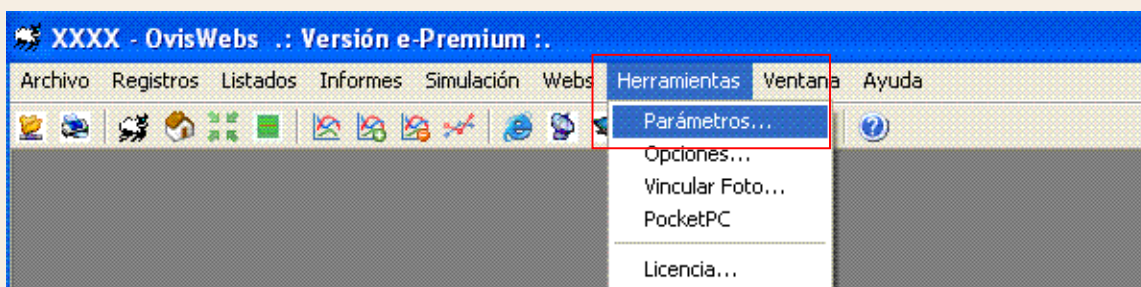 XXXX - OvisWebs .: Versión e-Premium :.
Archivo Registros Listados Informes Simulación Webs Herramientas Ventana Ayuda
Parámetros...
Opciones...
Vincular Foto...
PocketPC
Licencia...